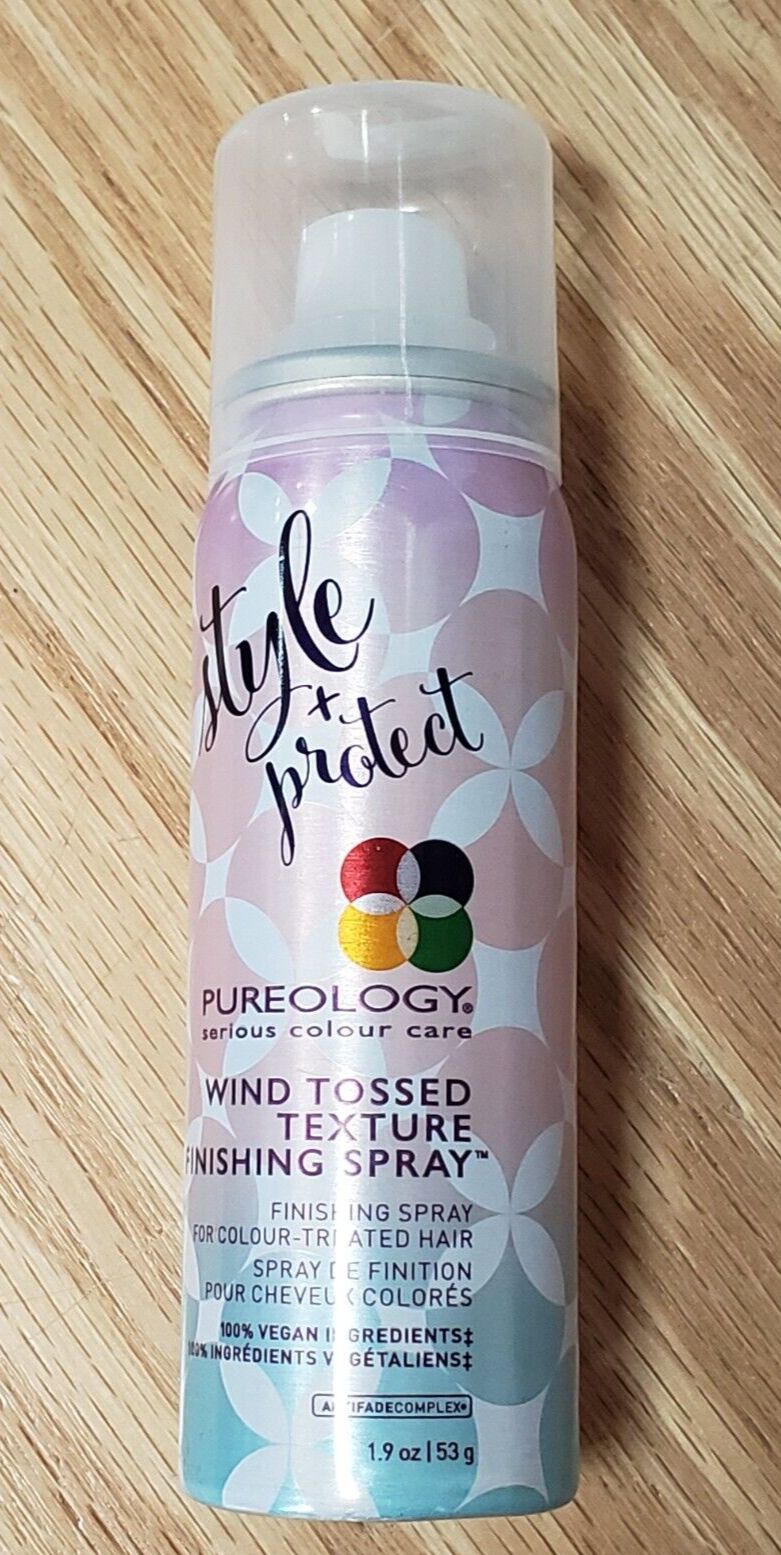 style
+
protect
PUREOLOGY®
serious colour care
WIND TOSSED
TEXTURE
FINISHING SPRAY™
FINISHING SPRAY
FOR COLOUR-TREATED HAIR
SPRAY DE FINITION
POUR CHEVEUX COLORÉS
100% VEGAN INGREDIENTS‡
100% INGRÉDIENTS VÉGÉTALIENS‡
ANTIFADECOMPLEX®
1.9 oz | 53 g